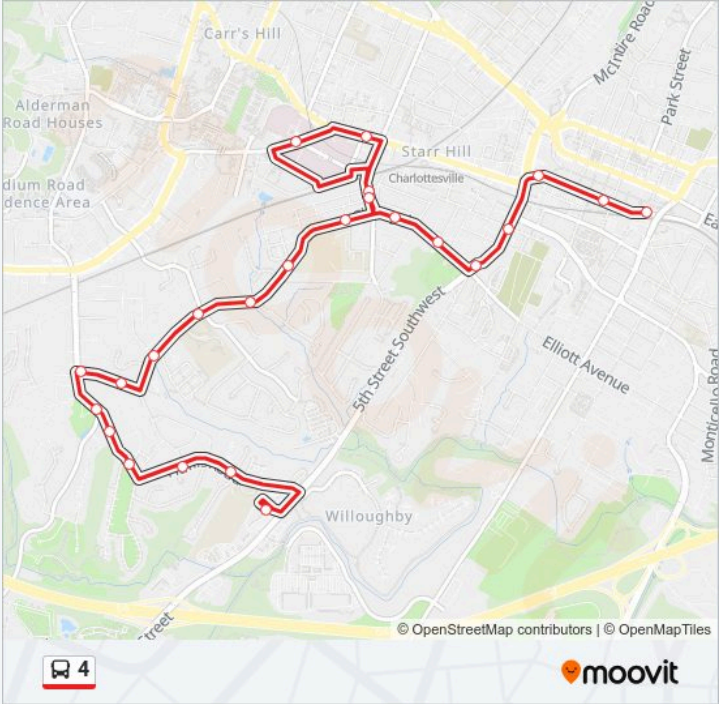 Carr's Hill
McIntire Road
Park Street
Alderman
Road Houses
Starr Hill
Charlottesville
dium Road
dence Area
5th Street Southwest
Elliott Avenue
Monticello Road
Willoughby
Street
© OpenStreetMap contributors | © OpenMapTiles
4
moovit